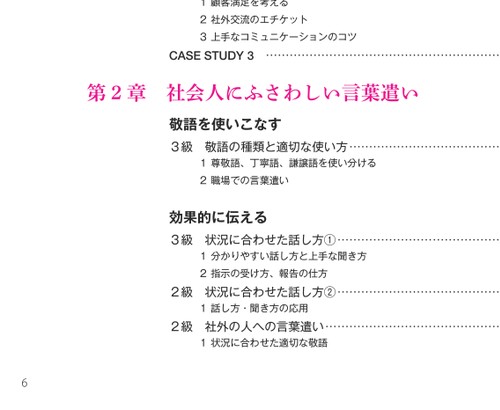 1 顧客満足を考える
2 社外交流のエチケット
3 上手なコミュニケーションのコツ
CASE STUDY 3 ……………………………………
第2章 社会人にふさわしい言葉遣い
敬語を使いこなす
3級 敬語の種類と適切な使い方……………………
1 尊敬語、丁寧語、謙譲語を使い分ける
2 職場での言葉遣い
効果的に伝える
3級 状況に合わせた話し方①……………………
1 分かりやすい話し方と上手な聞き方
2 指示の受け方、報告の仕方
2級 状況に合わせた話し方②……………………
1 話し方・聞き方の応用
2級 社外の人への言葉遣い………………………
1 状況に合わせた適切な敬語
6